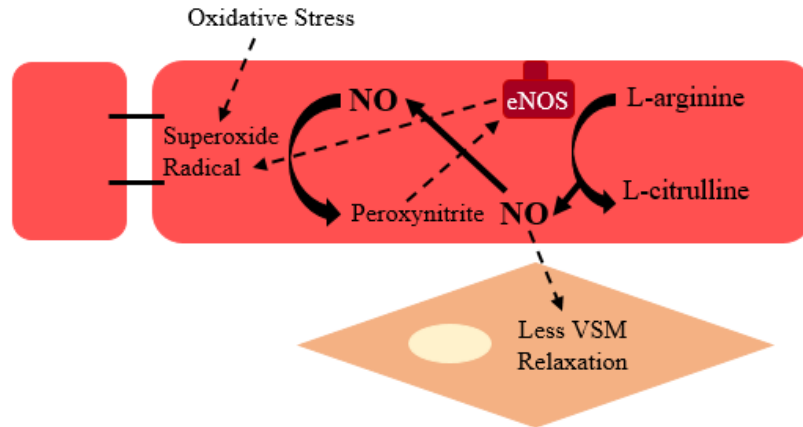 Oxidative Stress
NO
eNOS
L-arginine
Superoxide
Radical
L-citrulline
Peroxynitrite
NO
Less VSM
Relaxation